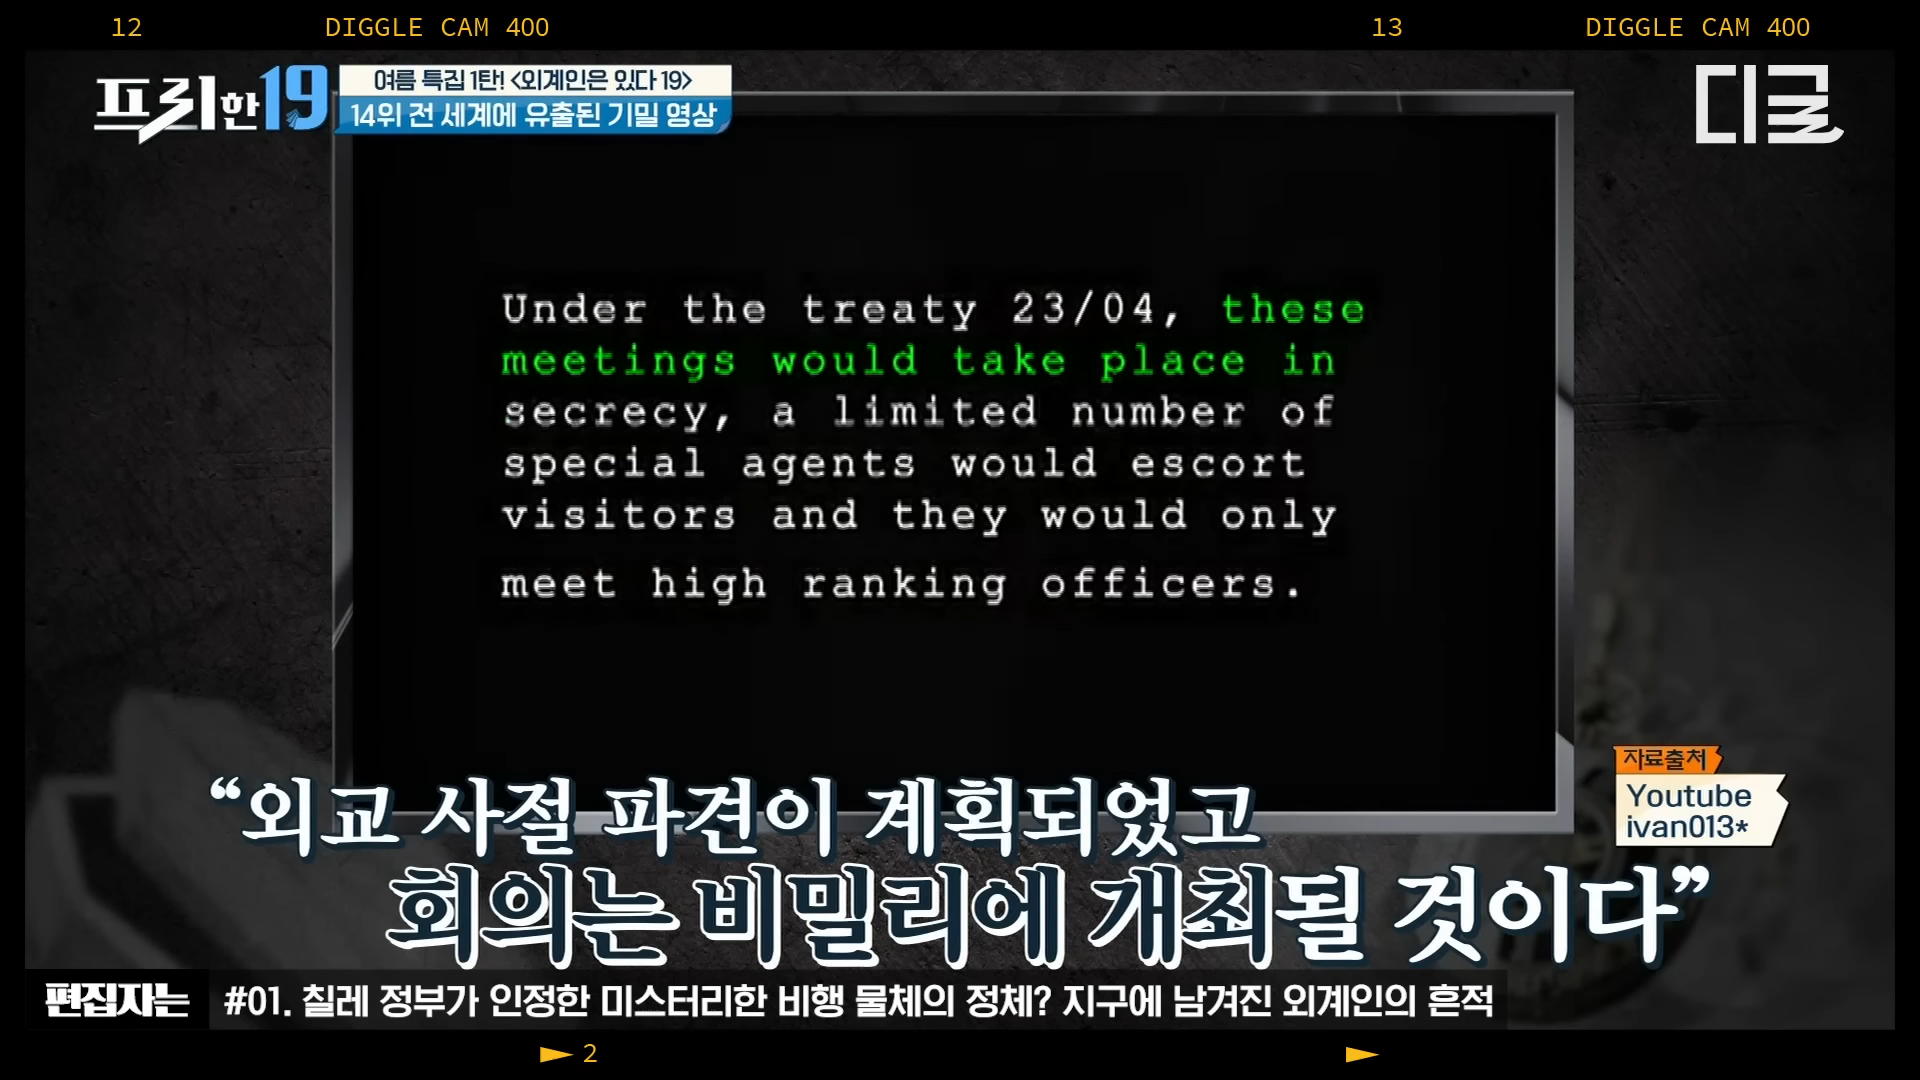 12 DIGGLE CAM 400 13 DIGGLE CAM 400
프리한19
여름 특집 1탄! <외계인은 있다 19>
14위 전 세계에 유출된 기밀 영상
디글
Under the treaty 23/04, these
meetings would take place in
secrecy, a limited number of
special agents would escort
visitors and they would only
meet high ranking officers.
자료출처
Youtube
ivan013*
“외교 사절 파견이 계획되었고
회의는 비밀리에 개최될 것이다”
편집자는 #01. 칠레 정부가 인정한 미스터리한 비행 물체의 정체? 지구에 남겨진 외계인의 흔적
2